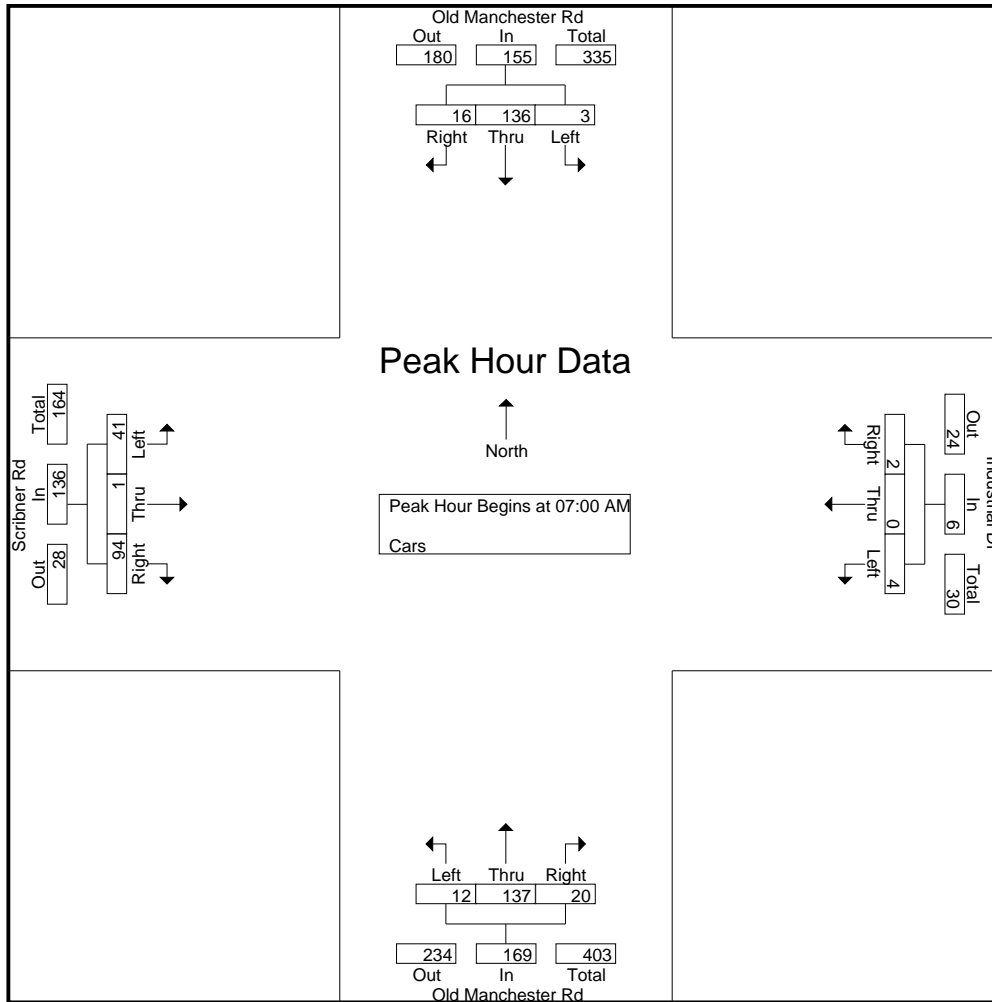 Old Manchester Rd
Out In Total
180 155 335
16 136 3
Right Thru Left
Peak Hour Data
North
Peak Hour Begins at 07:00 AM
Cars
Scribner Rd
Total In Out
164 136 28
41 1 94
Left Thru Right
Right Thru Left
2 0 4
24 6 30
Out In Total
Left Thru Right
12 137 20
234 169 403
Out In Total
Old Manchester Rd